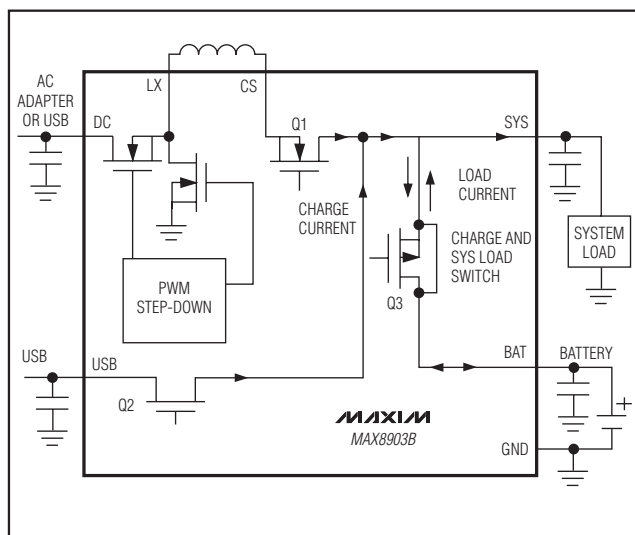 AC
ADAPTER
OR USB
DC
LX
CS
Q1
SYS
CHARGE
CURRENT
LOAD
CURRENT
CHARGE AND
SYS LOAD
SWITCH
Q3
SYSTEM
LOAD
PWM
STEP-DOWN
USB
USB
Q2
BAT
BATTERY
+
MAXIM
MAX8903B
GND